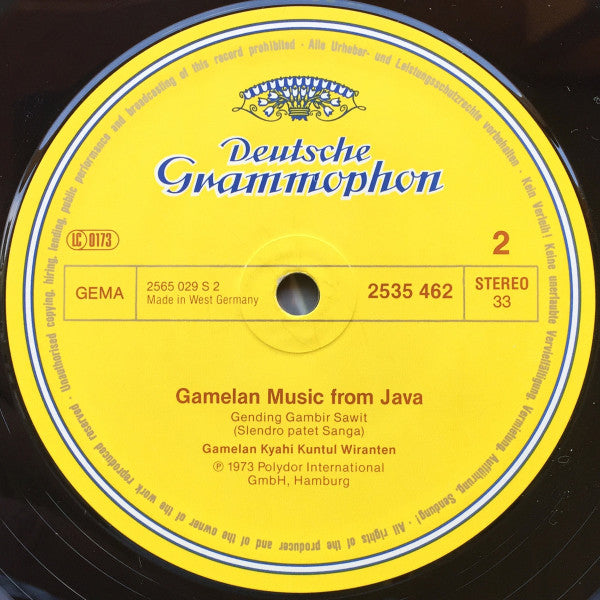 Deutsche
Grammophon
LC 0173
2
GEMA
2565 029 S 2
Made in West Germany
2535 462
STEREO
33
Gamelan Music from Java
Gending Gambir Sawit
(Slendro patet Sanga)
Gamelan Kyahi Kuntul Wiranten
℗ 1973 Polydor International
GmbH, Hamburg
Alle Urheber- und Leistungsschutzrechte vorbehalten · Kein Verleih! Keine unerlaubte Vervielfältigung, Vermietung, Aufführung, Sendung! · All rights of the producer and of the owner of the work reproduced reserved · Unauthorised copying, hiring, lending, public performance and broadcasting of this record prohibited ·